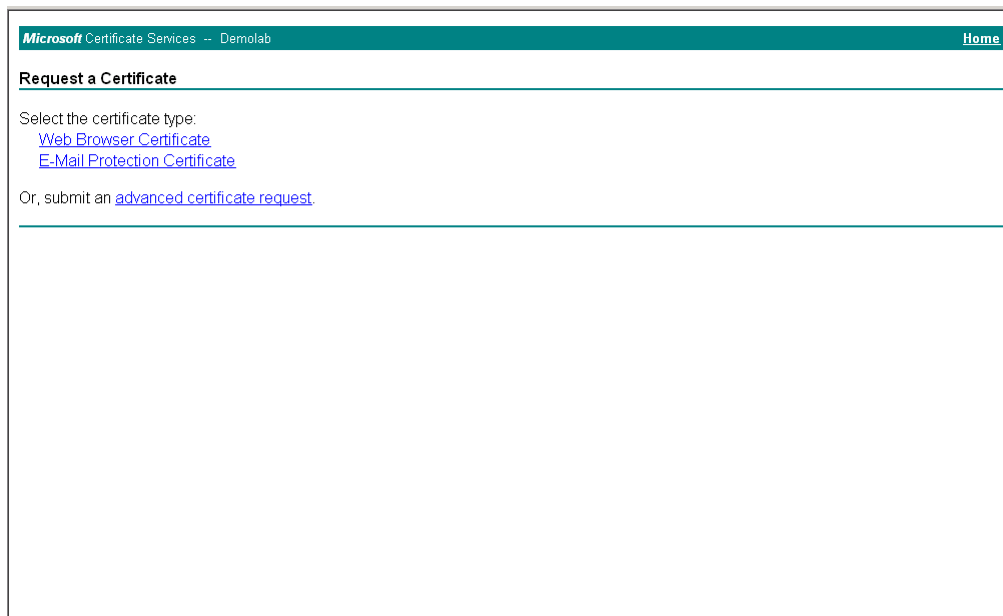 Microsoft Certificate Services -- Demolab Home
Request a Certificate
Select the certificate type:
Web Browser Certificate
E-Mail Protection Certificate
Or, submit an advanced certificate request.